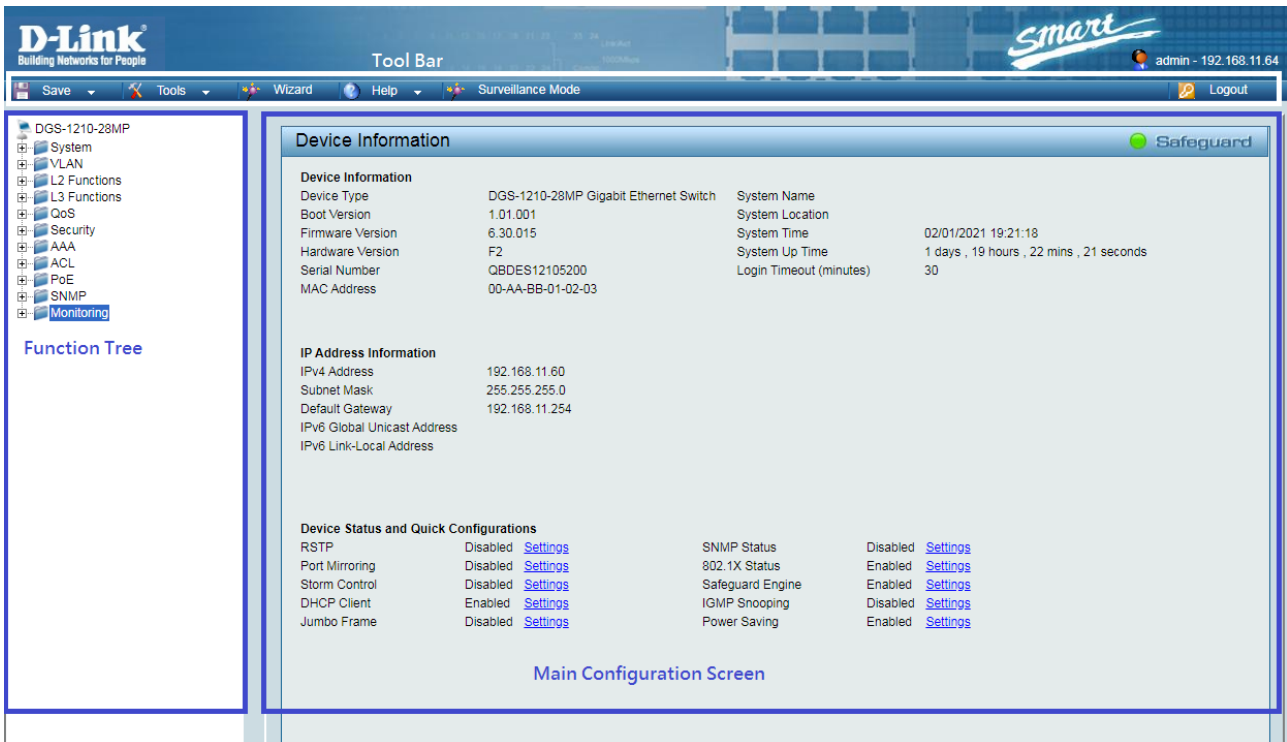 D-Link
Building Networks for People
Tool Bar
smart
admin - 192.168.11.64
Save Tools Wizard Help Surveillance Mode Logout
DGS-1210-28MP
System
VLAN
L2 Functions
L3 Functions
QoS
Security
AAA
ACL
PoE
SNMP
Monitoring
Function Tree
Device Information Safeguard
Device Information
Device Type DGS-1210-28MP Gigabit Ethernet Switch System Name
Boot Version 1.01.001 System Location
Firmware Version 6.30.015 System Time 02/01/2021 19:21:18
Hardware Version F2 System Up Time 1 days , 19 hours , 22 mins , 21 seconds
Serial Number QBDES12105200 Login Timeout (minutes) 30
MAC Address 00-AA-BB-01-02-03
IP Address Information
IPv4 Address 192.168.11.60
Subnet Mask 255.255.255.0
Default Gateway 192.168.11.254
IPv6 Global Unicast Address
IPv6 Link-Local Address
Device Status and Quick Configurations
RSTP Disabled Settings SNMP Status Disabled Settings
Port Mirroring Disabled Settings 802.1X Status Enabled Settings
Storm Control Disabled Settings Safeguard Engine Enabled Settings
DHCP Client Enabled Settings IGMP Snooping Disabled Settings
Jumbo Frame Disabled Settings Power Saving Enabled Settings
Main Configuration Screen